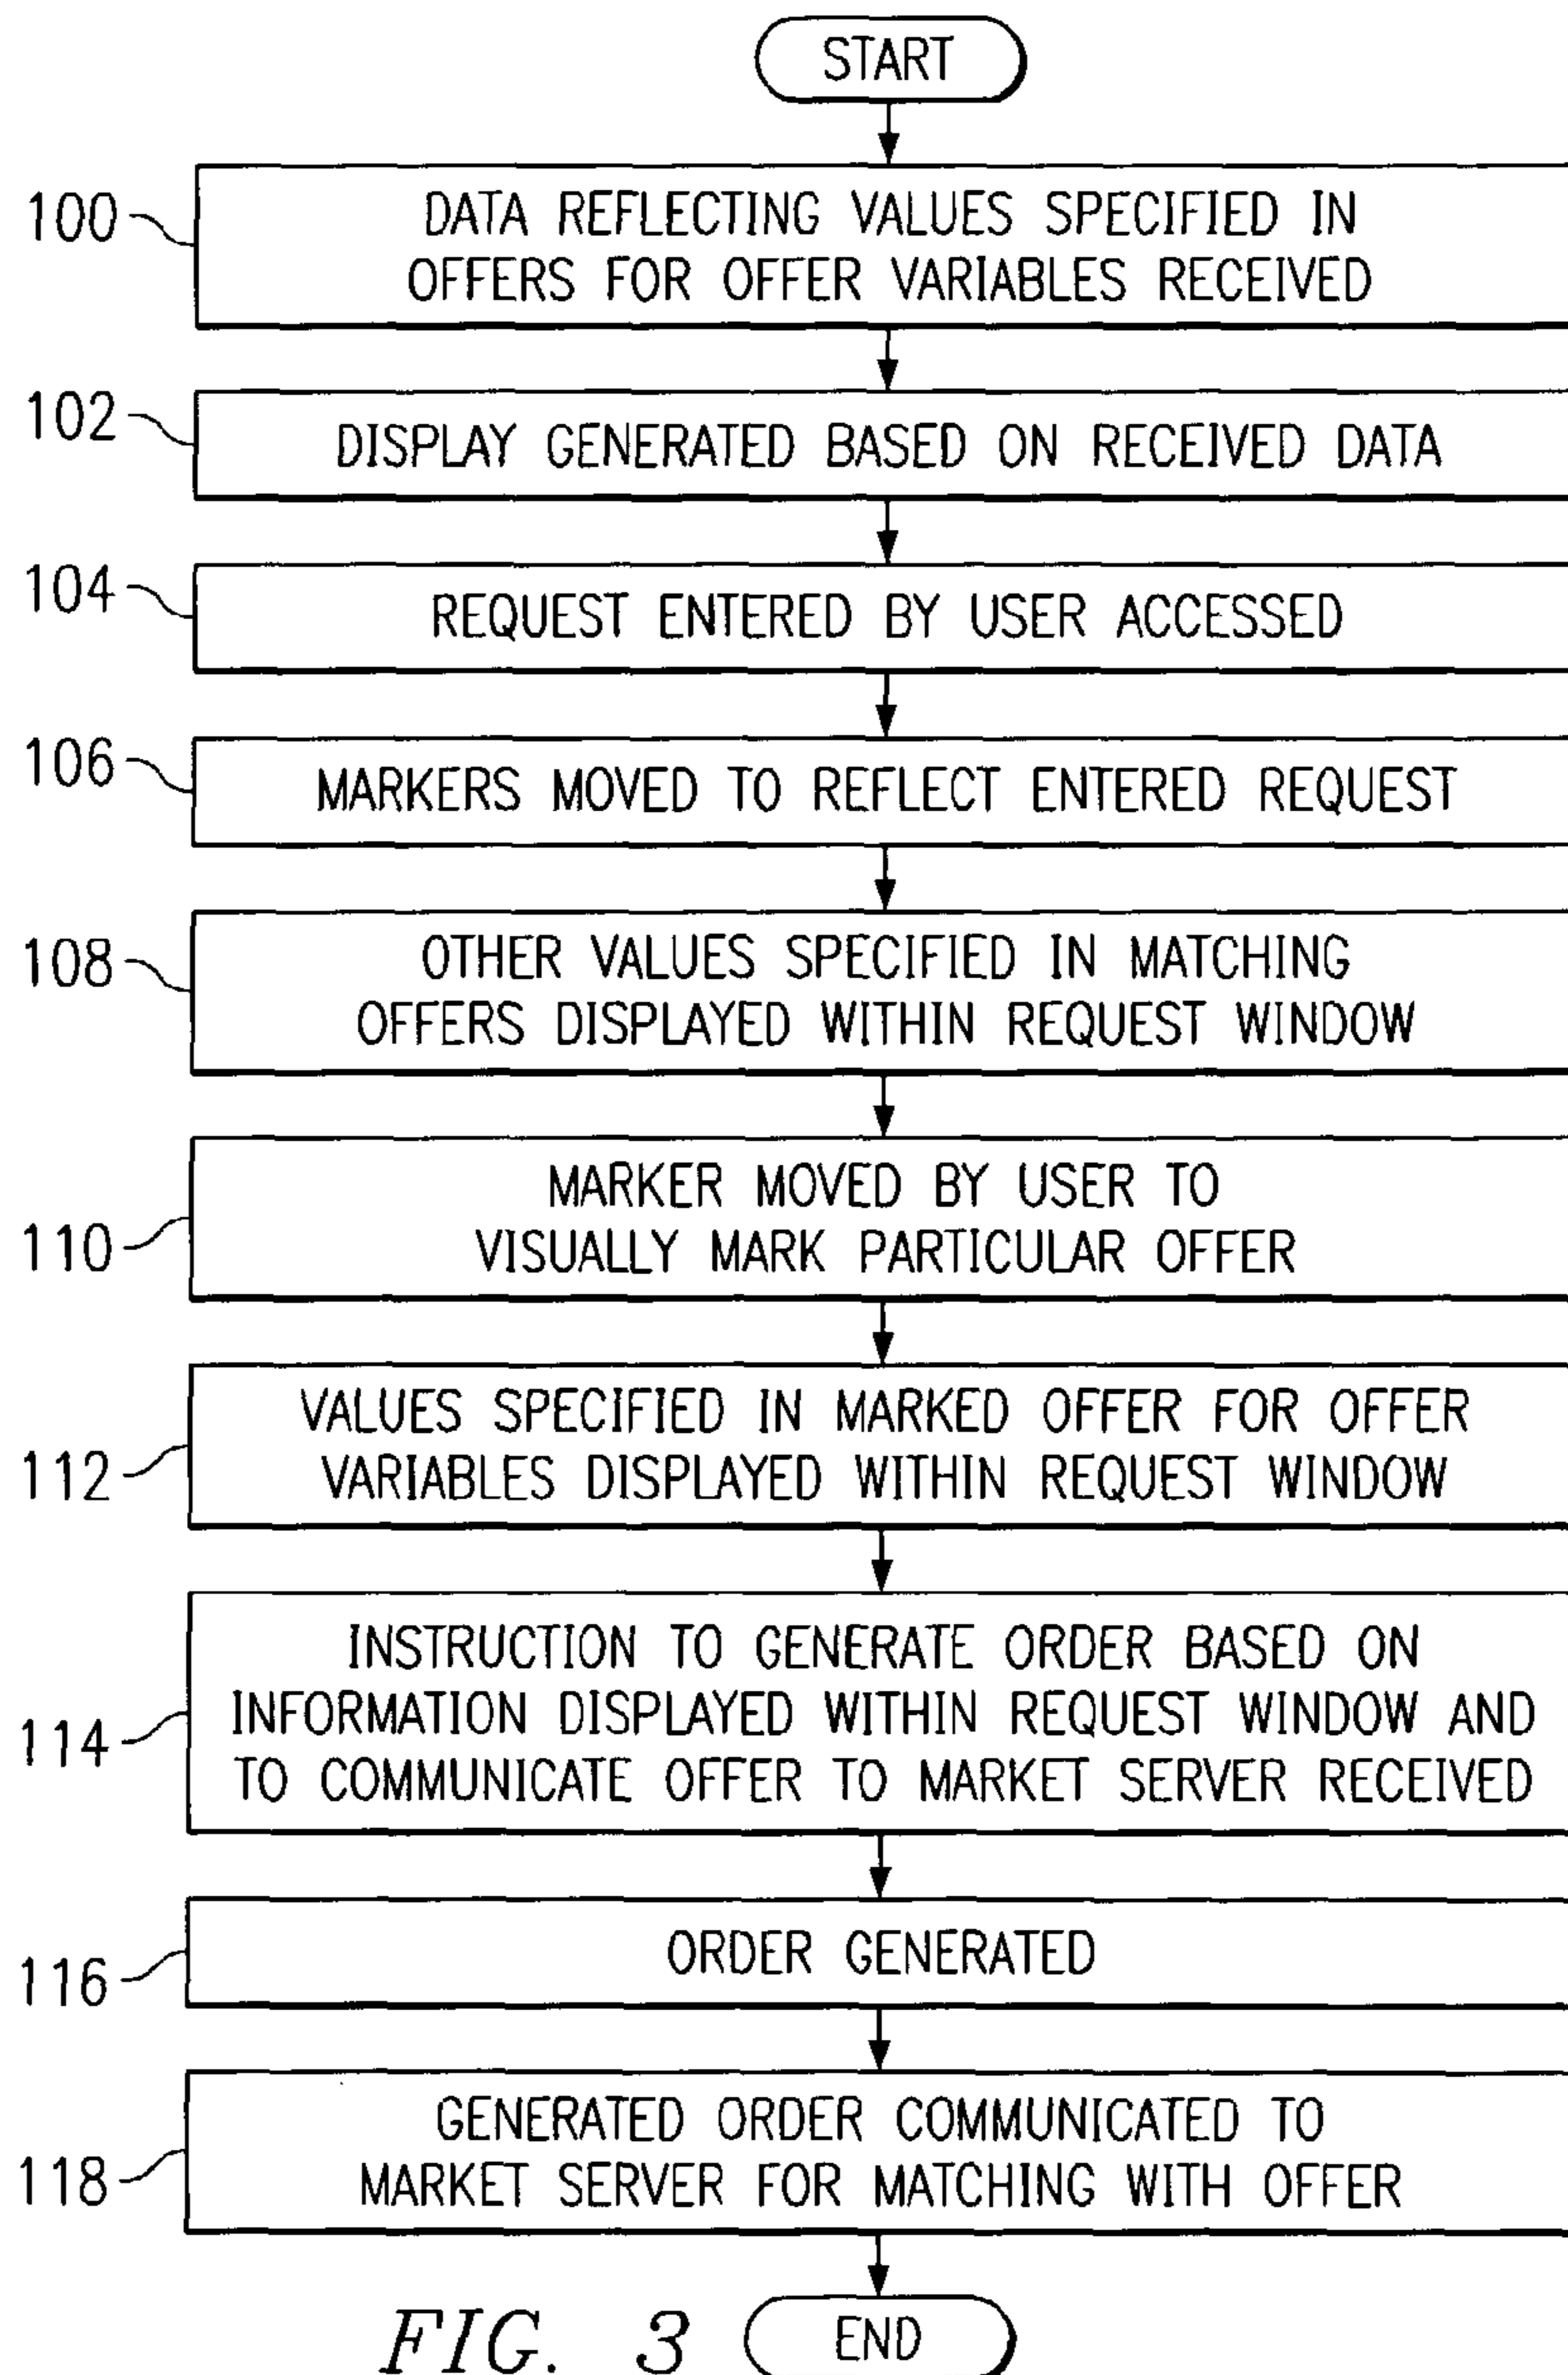 START
100
DATA REFLECTING VALUES SPECIFIED IN
OFFERS FOR OFFER VARIABLES RECEIVED
102
DISPLAY GENERATED BASED ON RECEIVED DATA
104
REQUEST ENTERED BY USER ACCESSED
106
MARKERS MOVED TO REFLECT ENTERED REQUEST
108
OTHER VALUES SPECIFIED IN MATCHING
OFFERS DISPLAYED WITHIN REQUEST WINDOW
110
MARKER MOVED BY USER TO
VISUALLY MARK PARTICULAR OFFER
112
VALUES SPECIFIED IN MARKED OFFER FOR OFFER
VARIABLES DISPLAYED WITHIN REQUEST WINDOW
114
INSTRUCTION TO GENERATE ORDER BASED ON
INFORMATION DISPLAYED WITHIN REQUEST WINDOW AND
TO COMMUNICATE OFFER TO MARKET SERVER RECEIVED
116
ORDER GENERATED
118
GENERATED ORDER COMMUNICATED TO
MARKET SERVER FOR MATCHING WITH OFFER
FIG. 3
END